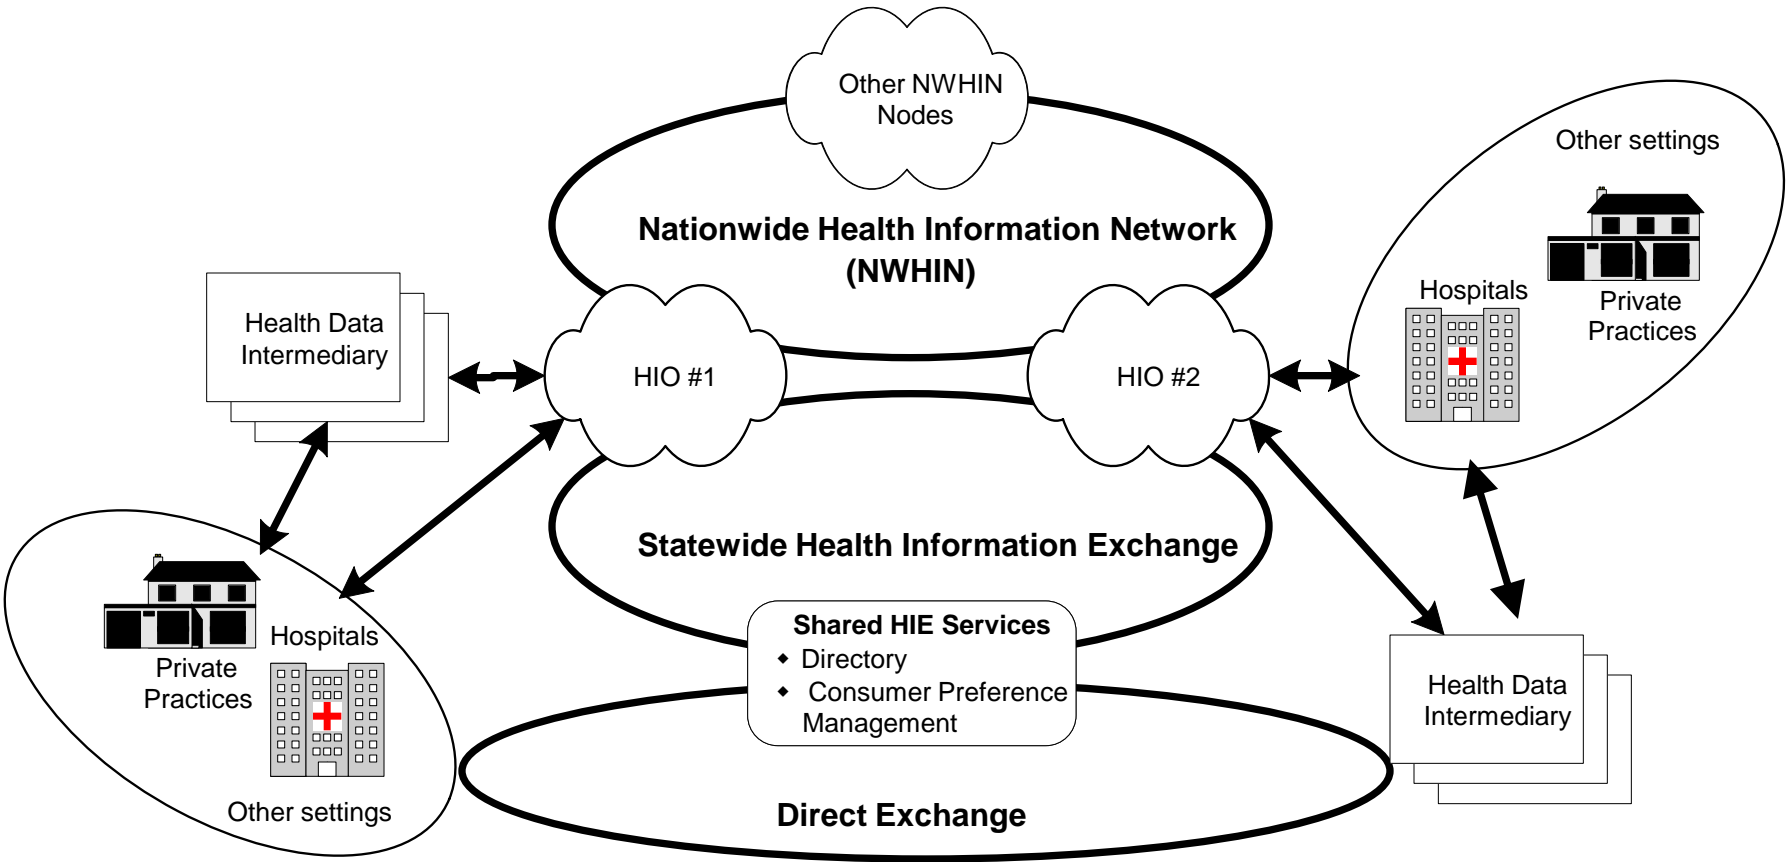 Other NWHIN
Nodes
Other settings
Nationwide Health Information Network
(NWHIN)
Hospitals
Private
Practices
Health Data
Intermediary
HIO #1
HIO #2
Statewide Health Information Exchange
Shared HIE Services
◆ Directory
◆ Consumer Preference
Management
Hospitals
Private
Practices
Other settings
Health Data
Intermediary
Direct Exchange